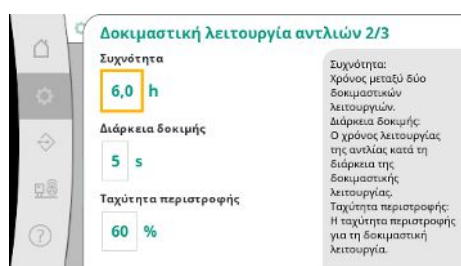 Δοκιμαστική λειτουργία αντλιών 2/3
Συχνότητα
6,0 h
Διάρκεια δοκιμής
5 s
Ταχύτητα περιστροφής
60 %
Συχνότητα:
Χρόνος μεταξύ δύο
δοκιμαστικών
λειτουργιών.
Διάρκεια δοκιμής:
Ο χρόνος λειτουργίας
της αντλίας κατά τη
διάρκεια της
δοκιμαστικής
λειτουργίας.
Ταχύτητα περιστροφής:
Η ταχύτητα περιστροφής
για τη δοκιμαστική
λειτουργία.